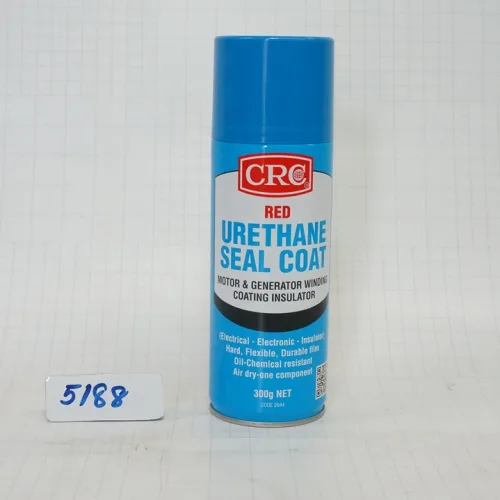 CRC
RED
URETHANE
SEAL COAT
MOTOR & GENERATOR WINDING
COATING INSULATOR
(Electrical - Electronic - Insulator)
Hard, Flexible, Durable film
Oil-Chemical resistant
Air dry-one component
300g NET
CODE
5188